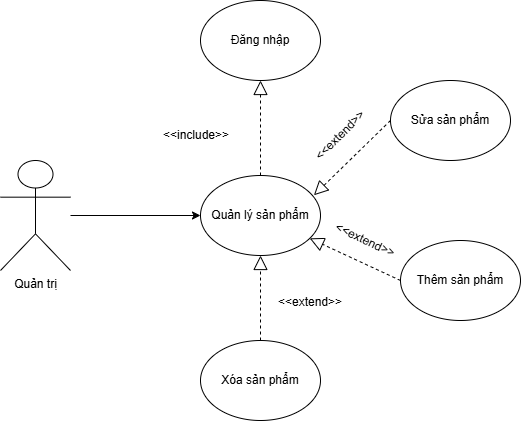 Đăng nhập
Sửa sản phẩm
<<include>>
<<extend>>
Quản lý sản phẩm
<<extend>>
Thêm sản phẩm
Quản trị
<<extend>>
Xóa sản phẩm